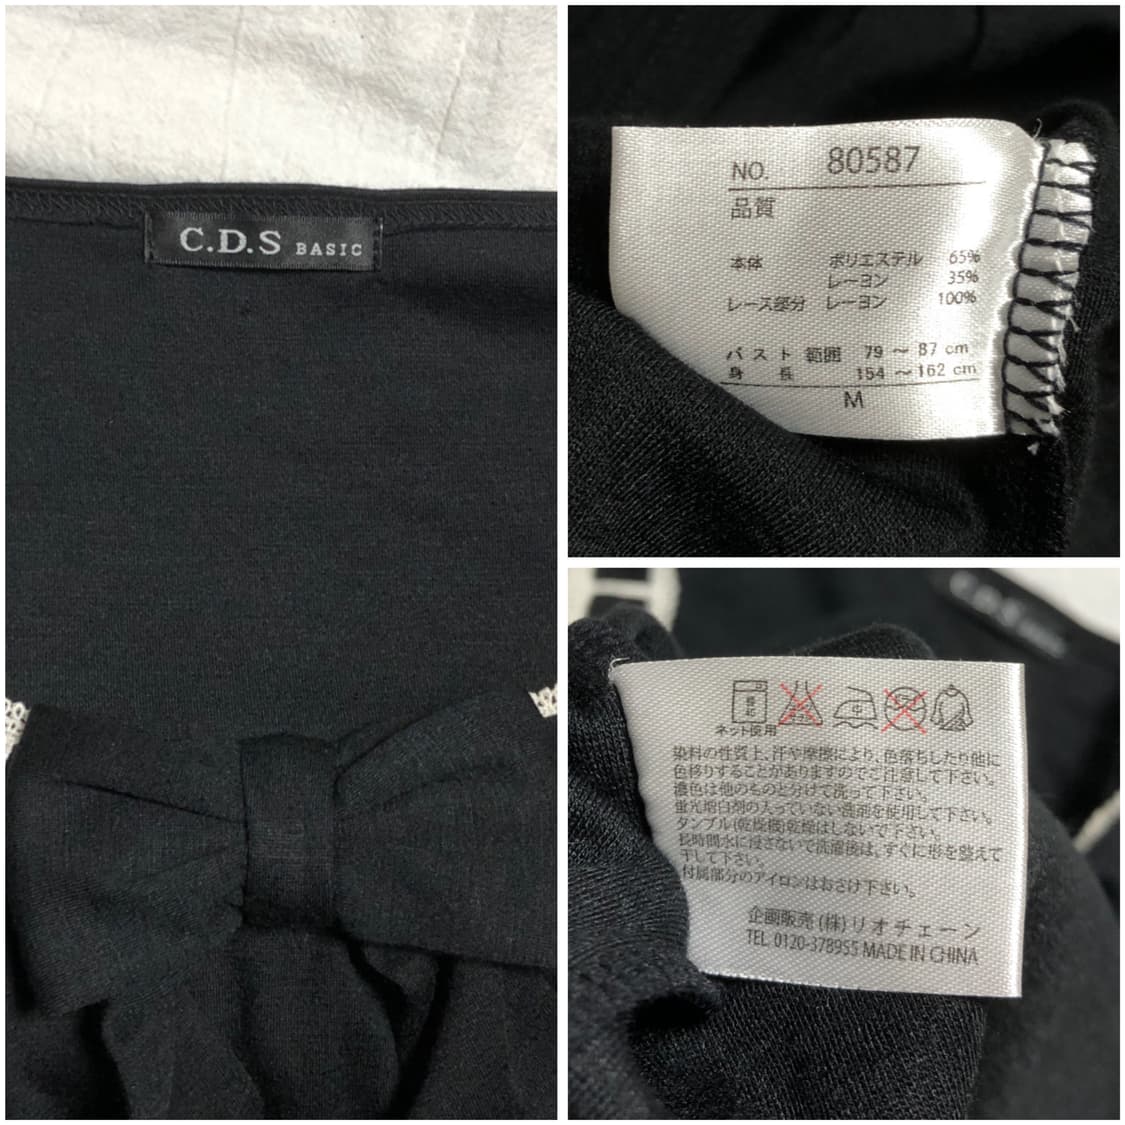 C.D.S BASIC
NO. 80587
品質
本体 ポリエステル 65%
レーヨン 35%
レース部分 レーヨン 100%
バスト範囲 79 ～ 87 cm
身長 154 ～ 162 cm
M
C.D.S
ネット使用
染料の性質上、汗や摩擦により、色落ちしたり他に
色移りすることがありますのでご注意して下さい。
濃色は他のものと分けて洗って下さい。
蛍光増白剤の入っていない洗剤を使用して下さい。
タンブル(乾燥機)乾燥はしないで下さい。
長時間水に浸さないで洗濯後は、すぐに形を整えて
干して下さい。
付属部分のアイロンはおさけ下さい。
企画販売 (株) リオチェーン
TEL 0120-378955 MADE IN CHINA